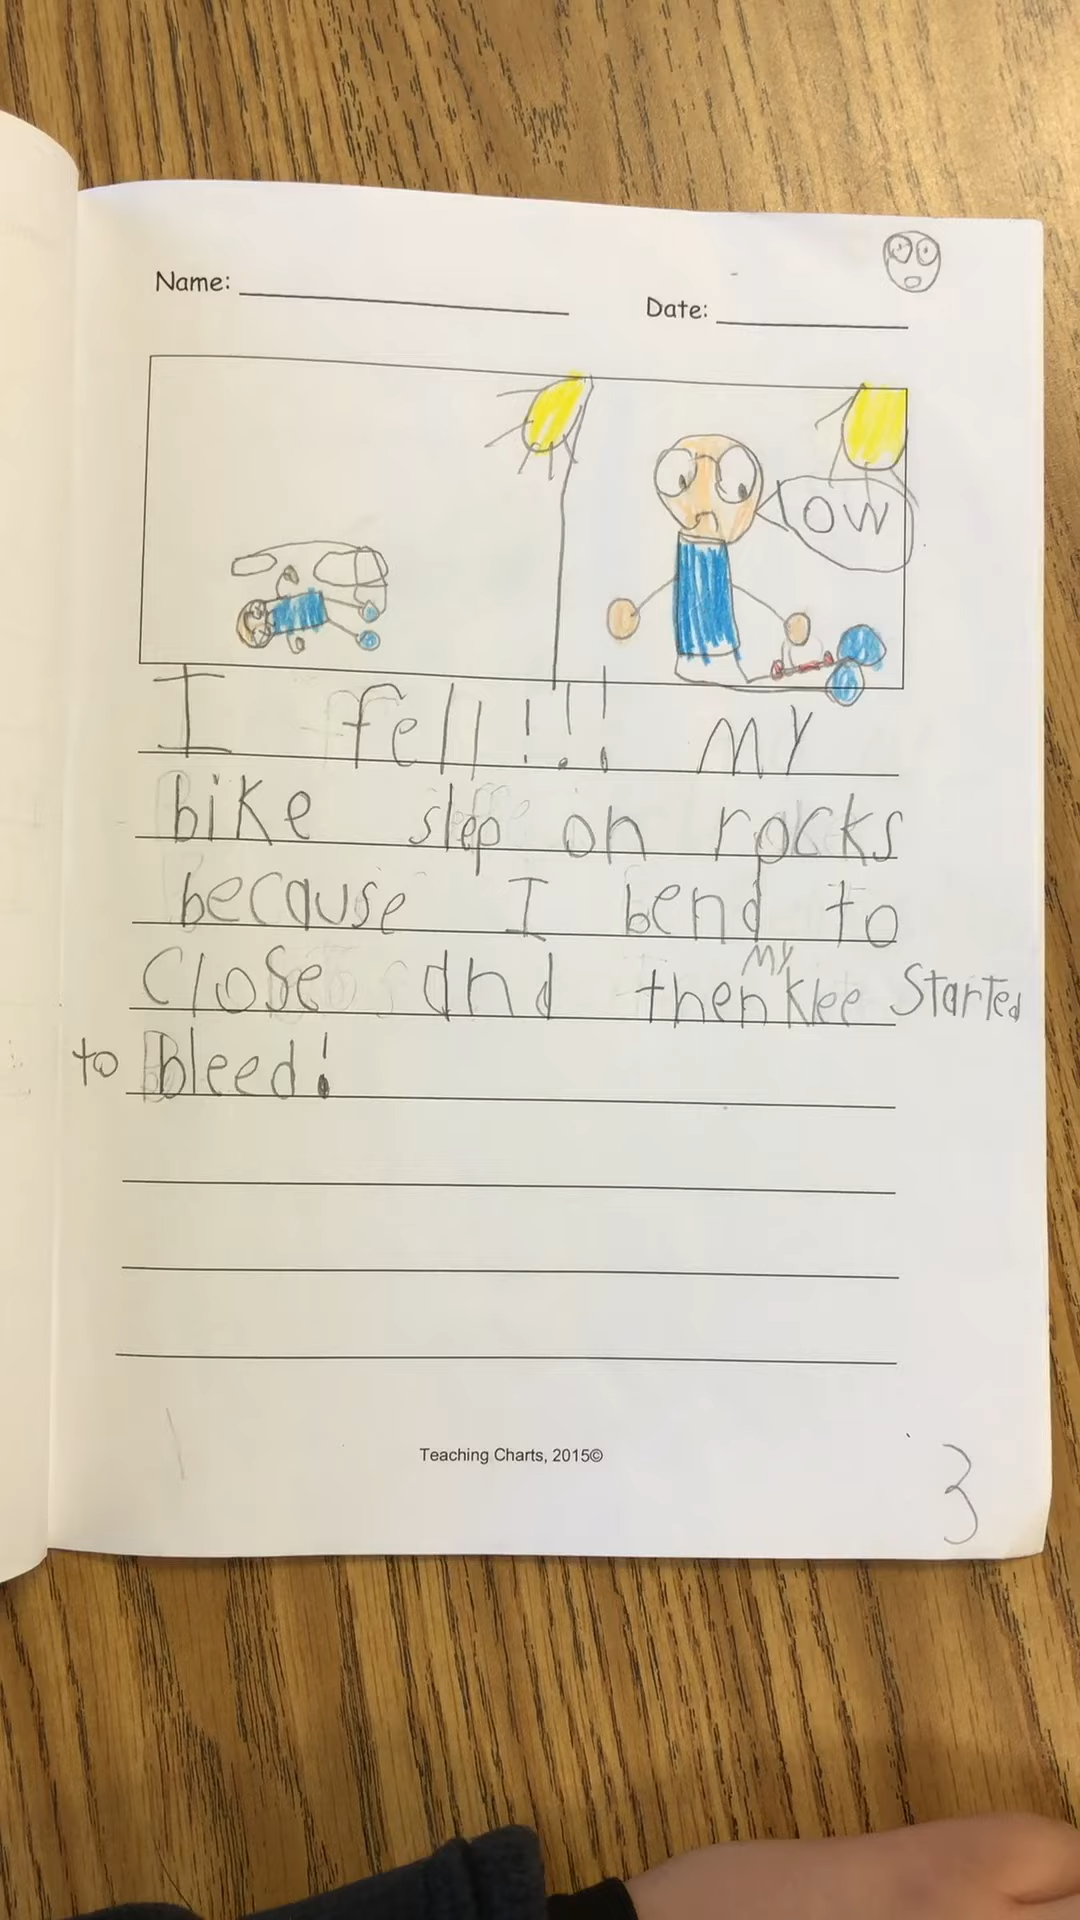 Name:
Date:
OW
I fell!!! My
bike slep on rocks
because I bend to
Close and then my klee Started
to bleed!
Teaching Charts, 2015©
3